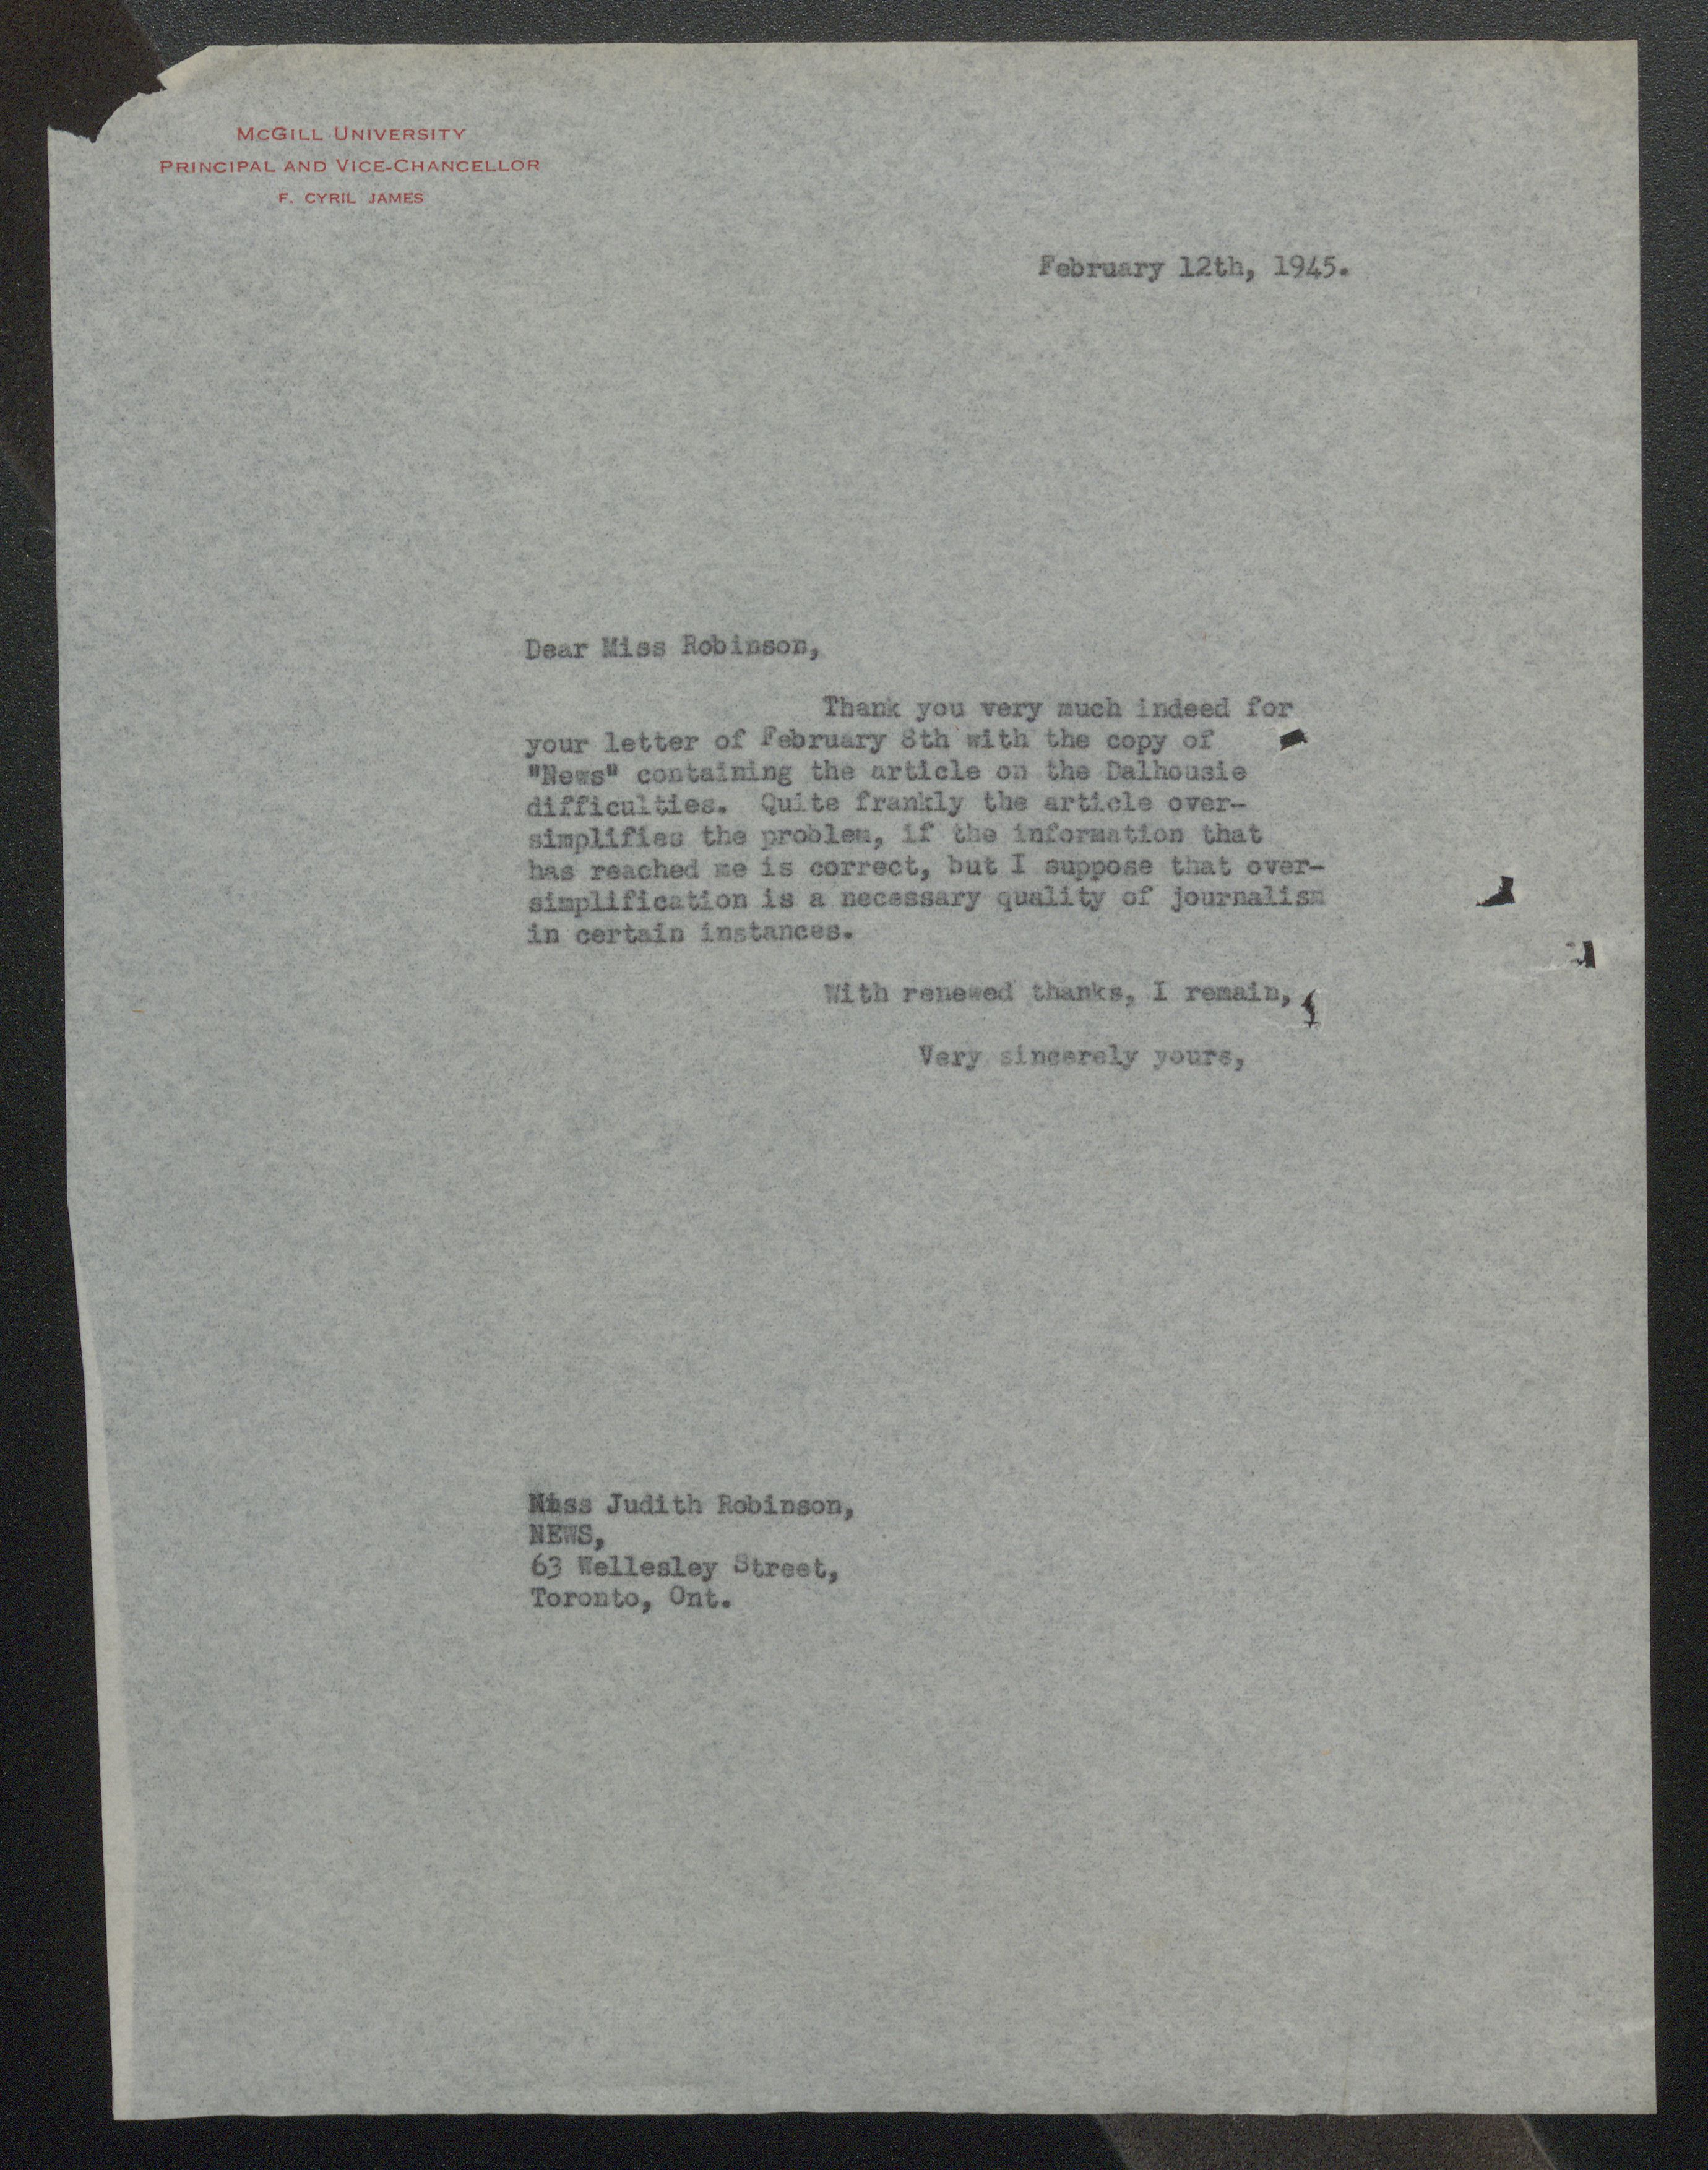 McGill University
Principal and Vice-Chancellor
F. Cyril James
February 12th, 1945.
Dear Miss Robinson,
Thank you very much indeed for
your letter of February 8th with the copy of
"News" containing the article on the Dalhousie
difficulties. Quite frankly the article over-
simplifies the problem, if the information that
has reached me is correct, but I suppose that over-
simplification is a necessary quality of journalism
in certain instances.
With renewed thanks, I remain,
Very sincerely yours,
Miss Judith Robinson,
NEWS,
63 Wellesley Street,
Toronto, Ont.